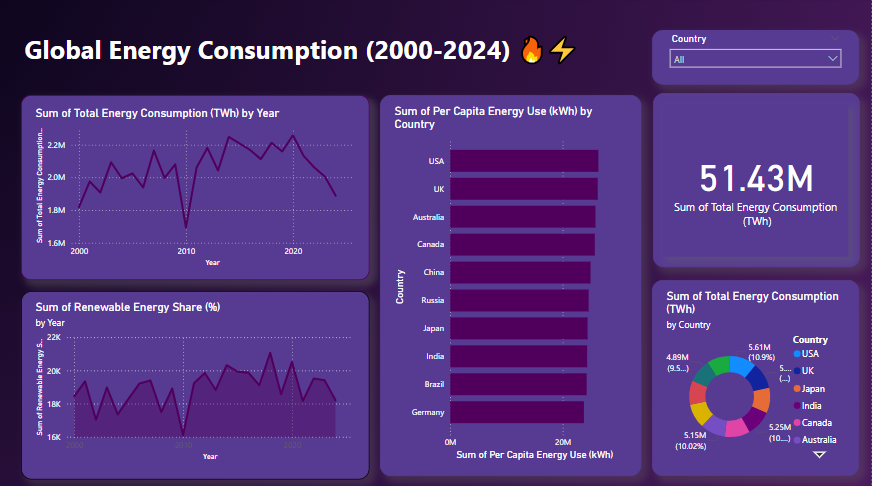 Global Energy Consumption (2000-2024) 🔥⚡
Country
All
Sum of Total Energy Consumption (TWh) by Year
Sum of Total Energy Consumption...
2.2M
2.0M
1.8M
1.6M
2000
2010
2020
Year
Sum of Renewable Energy Share (%)
by Year
Sum of Renewable Energy S...
22K
20K
18K
16K
2000
2010
2020
Year
Sum of Per Capita Energy Use (kWh) by
Country
Country
USA
UK
Australia
Canada
China
Russia
Japan
India
Brazil
Germany
0M
20M
Sum of Per Capita Energy Use (kWh)
51.43M
Sum of Total Energy Consumption
(TWh)
Sum of Total Energy Consumption
(TWh)
by Country
5.61M
(10.9%)
5....
(...)
5.25M
(10....)
5.15M
(10.02%)
4.89M
(9.5...)
Country
USA
UK
Japan
India
Canada
Australia